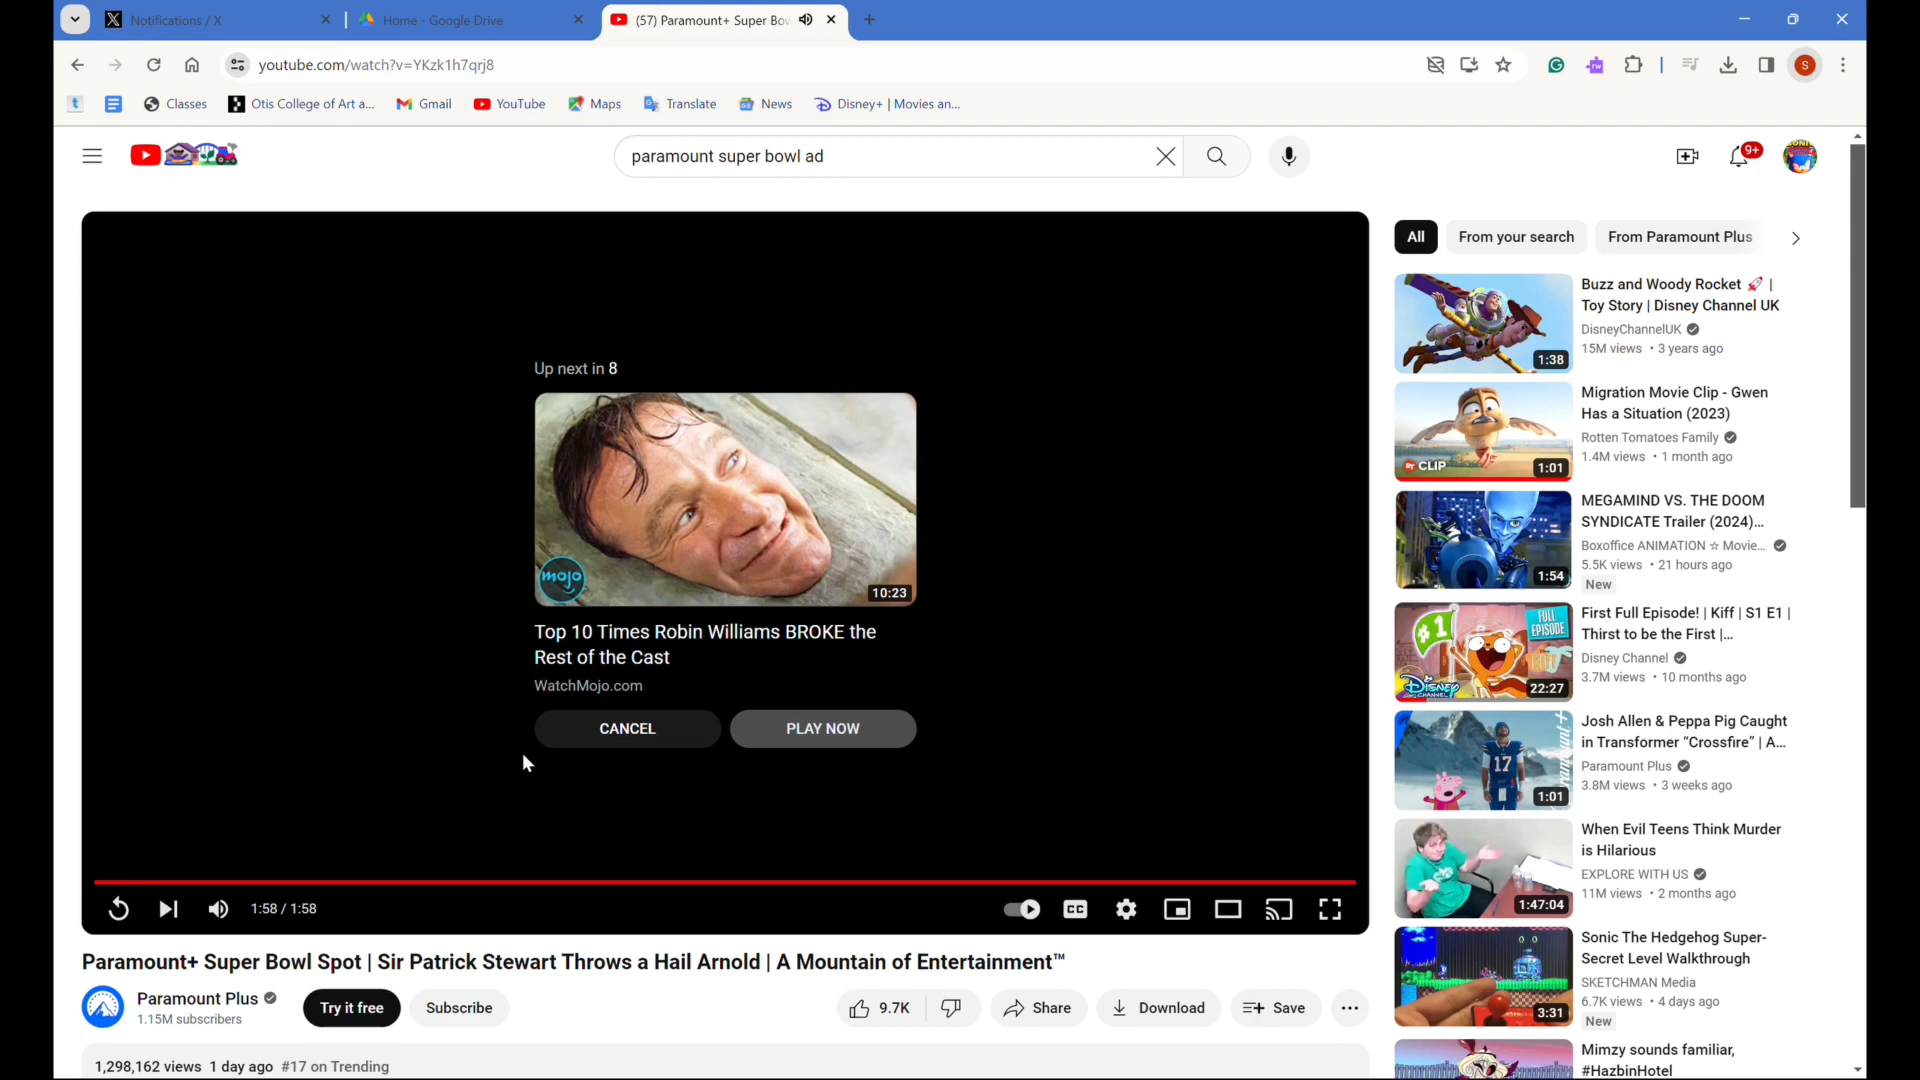 Notifications / X
Home - Google Drive
(57) Paramount+ Super Bow
youtube.com/watch?v=YKzk1h7qrj8
S
Classes
Otis College of Art a...
Gmail
YouTube
Maps
Translate
News
Disney+ | Movies an...
paramount super bowl ad
9+
All
From your search
From Paramount Plus
Up next in 8
mojo
10:23
Top 10 Times Robin Williams BROKE the
Rest of the Cast
WatchMojo.com
CANCEL
PLAY NOW
1:58 / 1:58
CC
Paramount+ Super Bowl Spot | Sir Patrick Stewart Throws a Hail Arnold | A Mountain of Entertainment™
Paramount Plus
1.15M subscribers
Try it free
Subscribe
9.7K
Share
Download
Save
1,298,162 views 1 day ago #17 on Trending
1:38
Buzz and Woody Rocket 🚀 |
Toy Story | Disney Channel UK
DisneyChannelUK
15M views • 3 years ago
RT CLIP
1:01
Migration Movie Clip - Gwen
Has a Situation (2023)
Rotten Tomatoes Family
1.4M views • 1 month ago
1:54
MEGAMIND VS. THE DOOM
SYNDICATE Trailer (2024)...
Boxoffice ANIMATION ☆ Movie...
5.5K views • 21 hours ago
New
#1
FULL
EPISODE
KIFF
Disney
CHANNEL
22:27
First Full Episode! | Kiff | S1 E1 |
Thirst to be the First |...
Disney Channel
3.7M views • 10 months ago
17
Paramount+
1:01
Josh Allen & Peppa Pig Caught
in Transformer “Crossfire” | A...
Paramount Plus
3.8M views • 3 weeks ago
1:47:04
When Evil Teens Think Murder
is Hilarious
EXPLORE WITH US
11M views • 2 months ago
3:31
Sonic The Hedgehog Super-
Secret Level Walkthrough
SKETCHMAN Media
6.7K views • 4 days ago
New
Mimzy sounds familiar,
#HazbinHotel